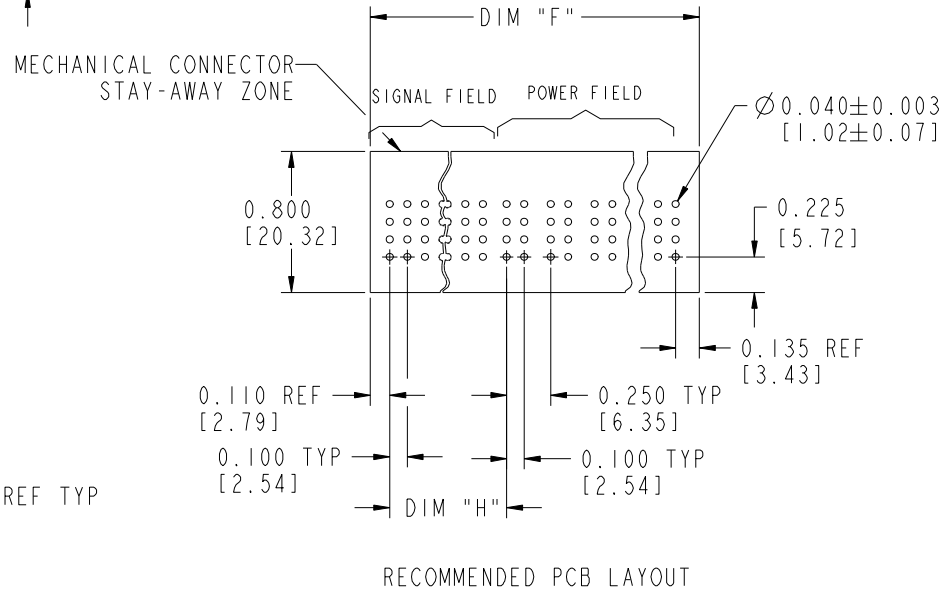 DIM "F"
MECHANICAL CONNECTOR
STAY-AWAY ZONE
SIGNAL FIELD
POWER FIELD
Ø0.040±0.003
[1.02±0.07]
0.800
[20.32]
0.225
[5.72]
0.135 REF
[3.43]
0.110 REF
[2.79]
0.250 TYP
[6.35]
0.100 TYP
[2.54]
0.100 TYP
[2.54]
REF TYP
DIM "H"
RECOMMENDED PCB LAYOUT